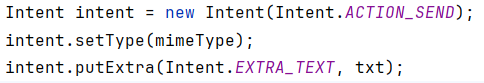 Intent intent = new Intent(Intent.ACTION_SEND);
intent.setType(mimeType);
intent.putExtra(Intent.EXTRA_TEXT, txt);